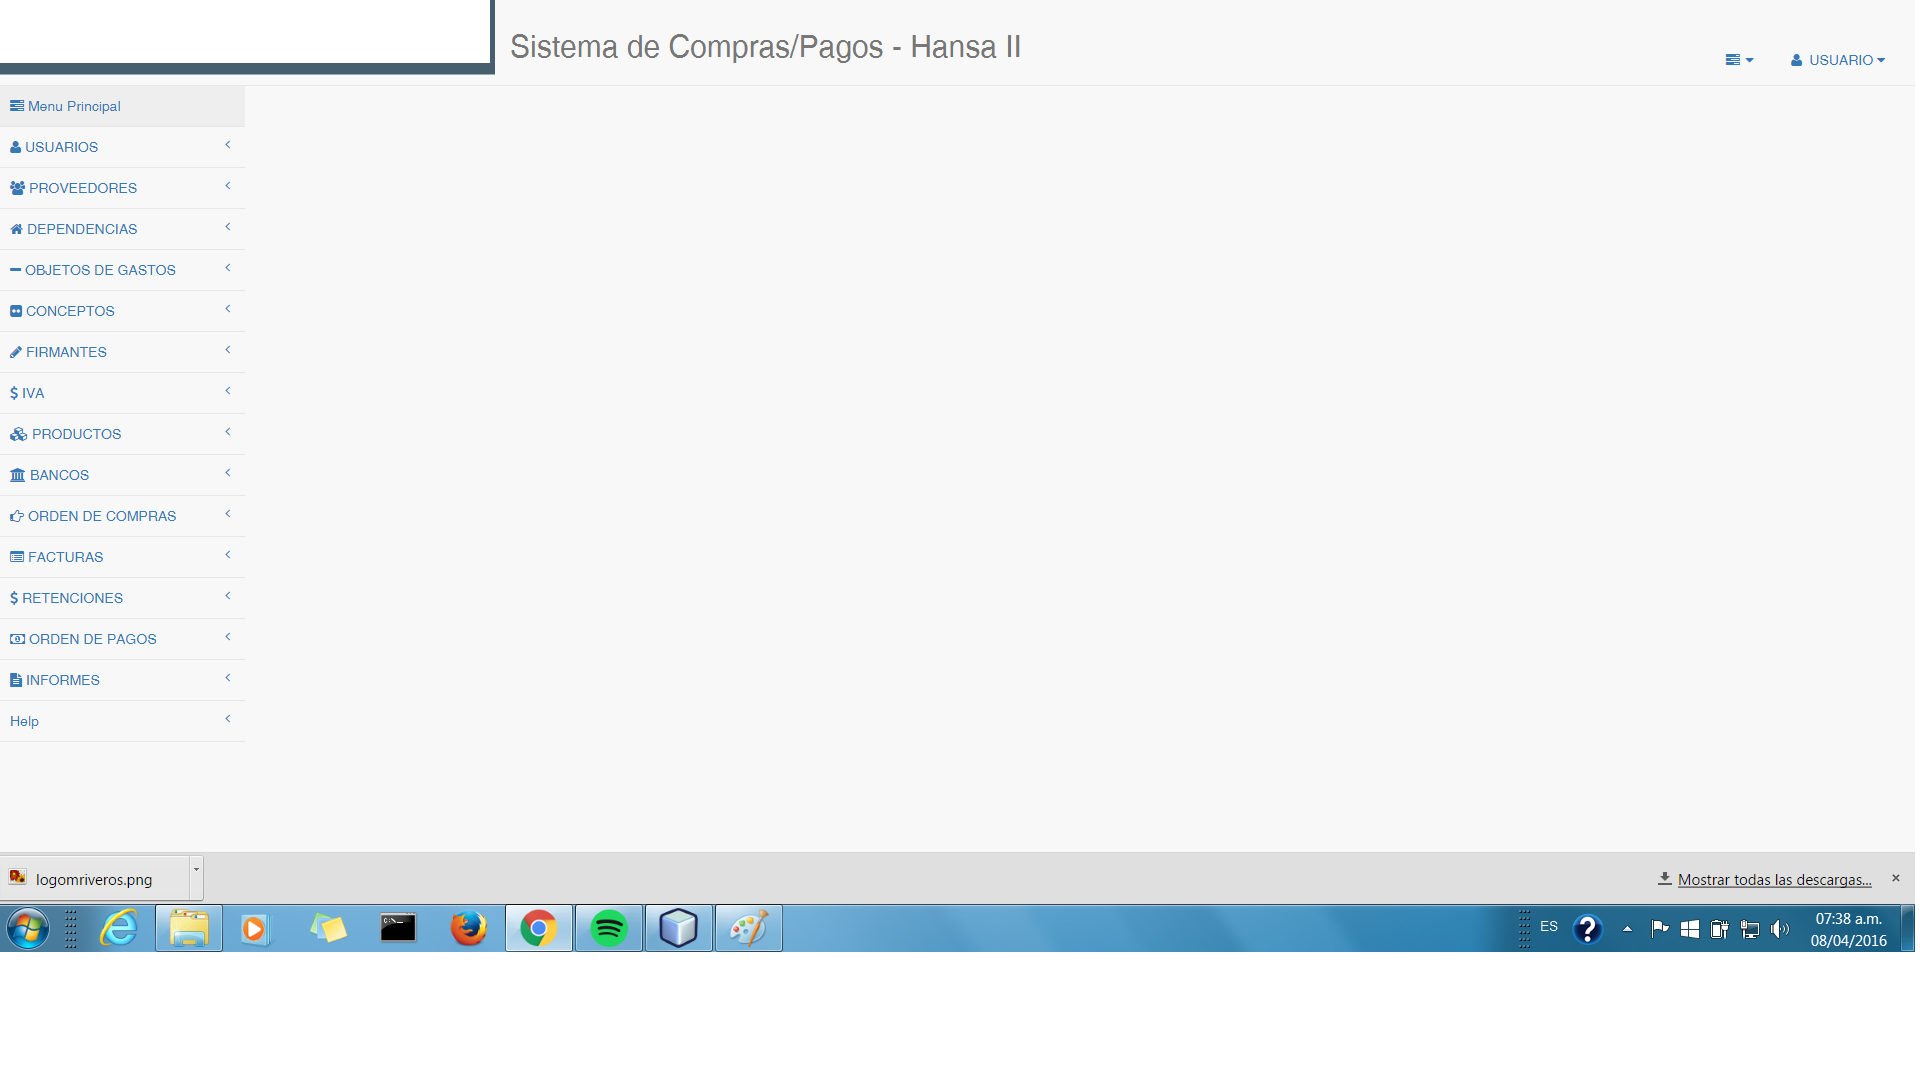 Sistema de Compras/Pagos - Hansa II
USUARIO
Menu Principal
USUARIOS
PROVEEDORES
DEPENDENCIAS
OBJETOS DE GASTOS
CONCEPTOS
FIRMANTES
$ IVA
PRODUCTOS
BANCOS
ORDEN DE COMPRAS
FACTURAS
$ RETENCIONES
ORDEN DE PAGOS
INFORMES
Help
logomriveros.png
Mostrar todas las descargas...
ES
07:38 a.m.
08/04/2016